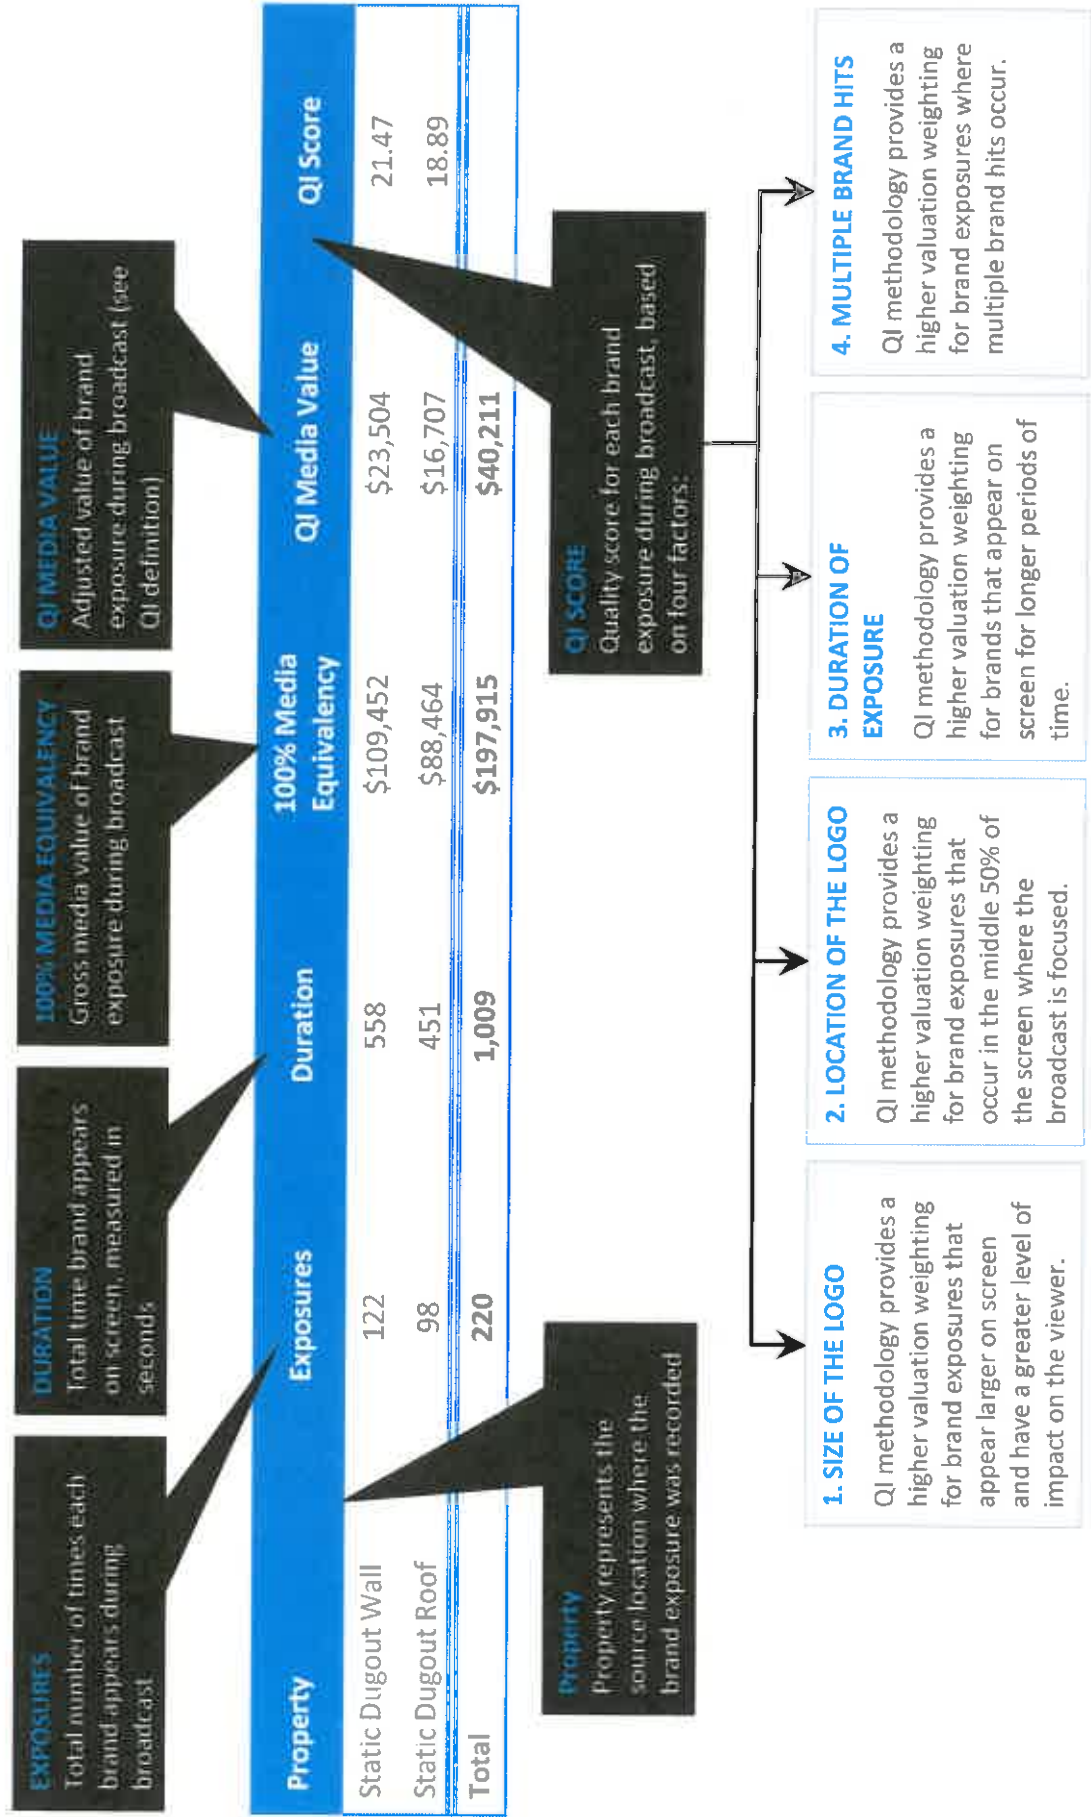 EXPOSURES
Total number of times each
brand appears during
broadcast
DURATION
Total time brand appears
on screen, measured in
seconds
100% MEDIA EQUIVALENCY
Gross media value of brand
exposure during broadcast
QI MEDIA VALUE
Adjusted value of brand
exposure during broadcast (see
QI definition)
Property Exposures Duration 100% Media Equivalency QI Media Value QI Score
Static Dugout Wall 122 558 $109,452 $23,504 21.47
Static Dugout Roof 98 451 $88,464 $16,707 18.89
Total 220 1,009 $197,915 $40,211
Property
Property represents the
source location where the
brand exposure was recorded
QI SCORE
Quality score for each brand
exposure during broadcast, based
on four factors:
1. SIZE OF THE LOGO
QI methodology provides a
higher valuation weighting
for brand exposures that
appear larger on screen
and have a greater level of
impact on the viewer.
2. LOCATION OF THE LOGO
QI methodology provides a
higher valuation weighting
for brand exposures that
occur in the middle 50% of
the screen where the
broadcast is focused.
3. DURATION OF
EXPOSURE
QI methodology provides a
higher valuation weighting
for brands that appear on
screen for longer periods of
time.
4. MULTIPLE BRAND HITS
QI methodology provides a
higher valuation weighting
for brand exposures where
multiple brand hits occur.